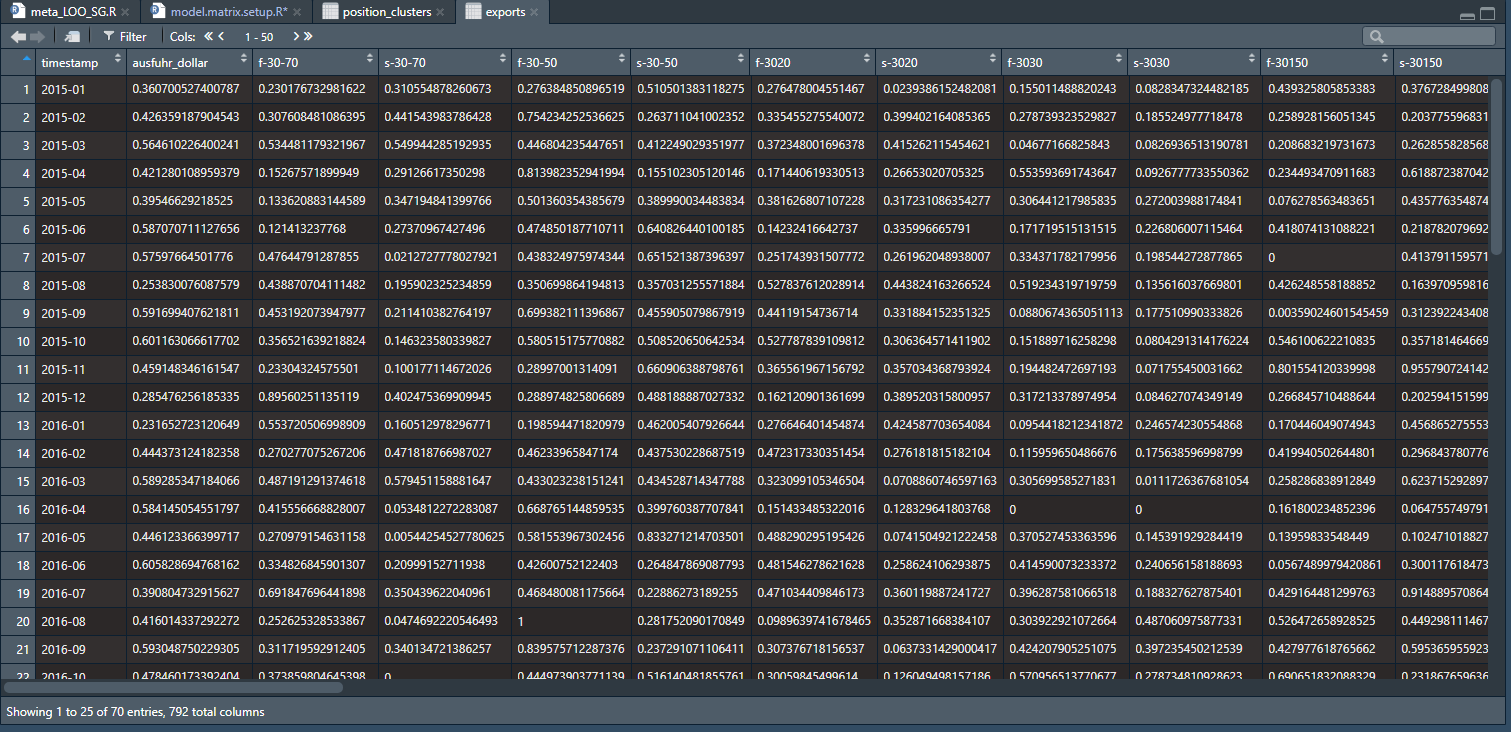 meta_LOO_SG.R model.matrix.setup.R* position_clusters exports
Filter Cols: 1 - 50
timestamp ausfuhr_dollar f-30-70 s-30-70 f-30-50 s-30-50 f-3020 s-3020 f-3030 s-3030 f-30150 s-30150
1 2015-01 0.360700527400787 0.230176732981622 0.310554878260673 0.276384850896519 0.510501383118275 0.276478004551467 0.0239386152482081 0.155011488820243 0.0828347324482185 0.439325805853383 0.376728499808
2 2015-02 0.426359187904543 0.307608481086395 0.441543983786428 0.754234252536625 0.263711041002352 0.335455275540072 0.399402164085365 0.278739323529827 0.185524977718478 0.258928156051345 0.203775596831
3 2015-03 0.564610226400241 0.534481179321967 0.549944285192935 0.446804235447651 0.412249029351977 0.372348001696378 0.415262115454621 0.04677166825843 0.0826936513190781 0.208683219731673 0.262855828568
4 2015-04 0.421280108959379 0.15267571899949 0.29126617350298 0.813982352941994 0.155102305120146 0.171440619330513 0.26653020705325 0.553593691743647 0.0926777733550362 0.234493470911683 0.618872387042
5 2015-05 0.39546629218525 0.133620883144589 0.347194841399766 0.501360354385679 0.389990034483834 0.381626807107228 0.317231086354277 0.306441217985835 0.272003988174841 0.076278563483651 0.435776354874
6 2015-06 0.587070711127656 0.121413237768 0.27370967427496 0.474850187710711 0.640826440100185 0.14232416642737 0.335996665791 0.171719515131515 0.226806007115464 0.418074131088221 0.218782079692
7 2015-07 0.57597664501776 0.47644791287855 0.0212727778027921 0.438324975974344 0.651521387396397 0.251743931507772 0.261962048938007 0.334371782179956 0.198544272877865 0 0.413791159571
8 2015-08 0.253830076087579 0.438870704111482 0.195902325234859 0.350699864194813 0.357031255571884 0.527837612028914 0.443824163266524 0.519234319719759 0.135616037669801 0.426248558188852 0.163970959816
9 2015-09 0.591699407621811 0.453192073947977 0.211410382764197 0.699382111396867 0.455905079867919 0.44119154736714 0.331884152351325 0.0880674365051113 0.177510990333826 0.00359024601545459 0.312392243408
10 2015-10 0.601163066617702 0.356521639218824 0.146323580339827 0.580515175770882 0.508520650642534 0.527787839109812 0.306364571411902 0.151889716258298 0.0804291314176224 0.546100622210835 0.357181464669
11 2015-11 0.459148346161547 0.23304324575501 0.100177114672026 0.28997001314091 0.660906388798761 0.365561967156792 0.357034368793924 0.194482472697193 0.071755450031662 0.801554120339998 0.955790724142
12 2015-12 0.285476256185335 0.89560251135119 0.402475369909945 0.288974825806689 0.488188887027332 0.162120901361699 0.389520315800957 0.317213378974954 0.084627074349149 0.266845710488644 0.202594151599
13 2016-01 0.231652723120649 0.553720506998909 0.160512978296771 0.198594471820979 0.462005407926644 0.276646401454874 0.424587703654084 0.0954418212341872 0.246574230554868 0.170446049074943 0.456865275553
14 2016-02 0.444373124182358 0.270277075267206 0.471818766987027 0.46233965847174 0.437530228687519 0.472317330351454 0.276181815182104 0.115959650486676 0.175638596998799 0.419940502644801 0.296843780776
15 2016-03 0.589285347184066 0.487191291374618 0.579451158881647 0.433023238151241 0.434528714347788 0.323099105346504 0.0708860746597163 0.305699585271831 0.0111726367681054 0.258286838912849 0.623715292897
16 2016-04 0.584145054551797 0.415556668828007 0.0534812272283087 0.668765144859535 0.399760387707841 0.151433485322016 0.128329641803768 0 0 0.161800234852396 0.064755749791
17 2016-05 0.446123366399717 0.270979154631158 0.00544254527780625 0.581553967302456 0.833271214703501 0.488290295195426 0.0741504921222458 0.370527453363596 0.145391929284419 0.13959833548449 0.102471018827
18 2016-06 0.605828694768162 0.334826845901307 0.20999152711938 0.42600752122403 0.264847869087793 0.481546278621628 0.258624106293875 0.414590073233372 0.240656158188693 0.0567489979420861 0.300117618473
19 2016-07 0.390804732915627 0.691847696441898 0.350439622040961 0.468480081175664 0.22886273189255 0.471034409846173 0.360119887241727 0.396287581066518 0.188327627875401 0.429164481299763 0.914889570864
20 2016-08 0.416014337292272 0.252625328533867 0.0474692220546493 1 0.281752090170849 0.0989639741678465 0.352871668384107 0.303922921072664 0.487060975877331 0.526472658928525 0.449298111467
21 2016-09 0.593048750229305 0.311719592912405 0.340134721386257 0.839575712287376 0.237291071106411 0.307376718156537 0.0637331429000417 0.424207905251075 0.397235450212539 0.427977618765662 0.595365955923
22 2016-10 0.478460173392404 0.373859804645398 0 0.444973903771139 0.516140481855761 0.30059845499614 0.126049498157186 0.570956513770677 0.278734810928623 0.690651832088329 0.231867659636
Showing 1 to 25 of 70 entries, 792 total columns